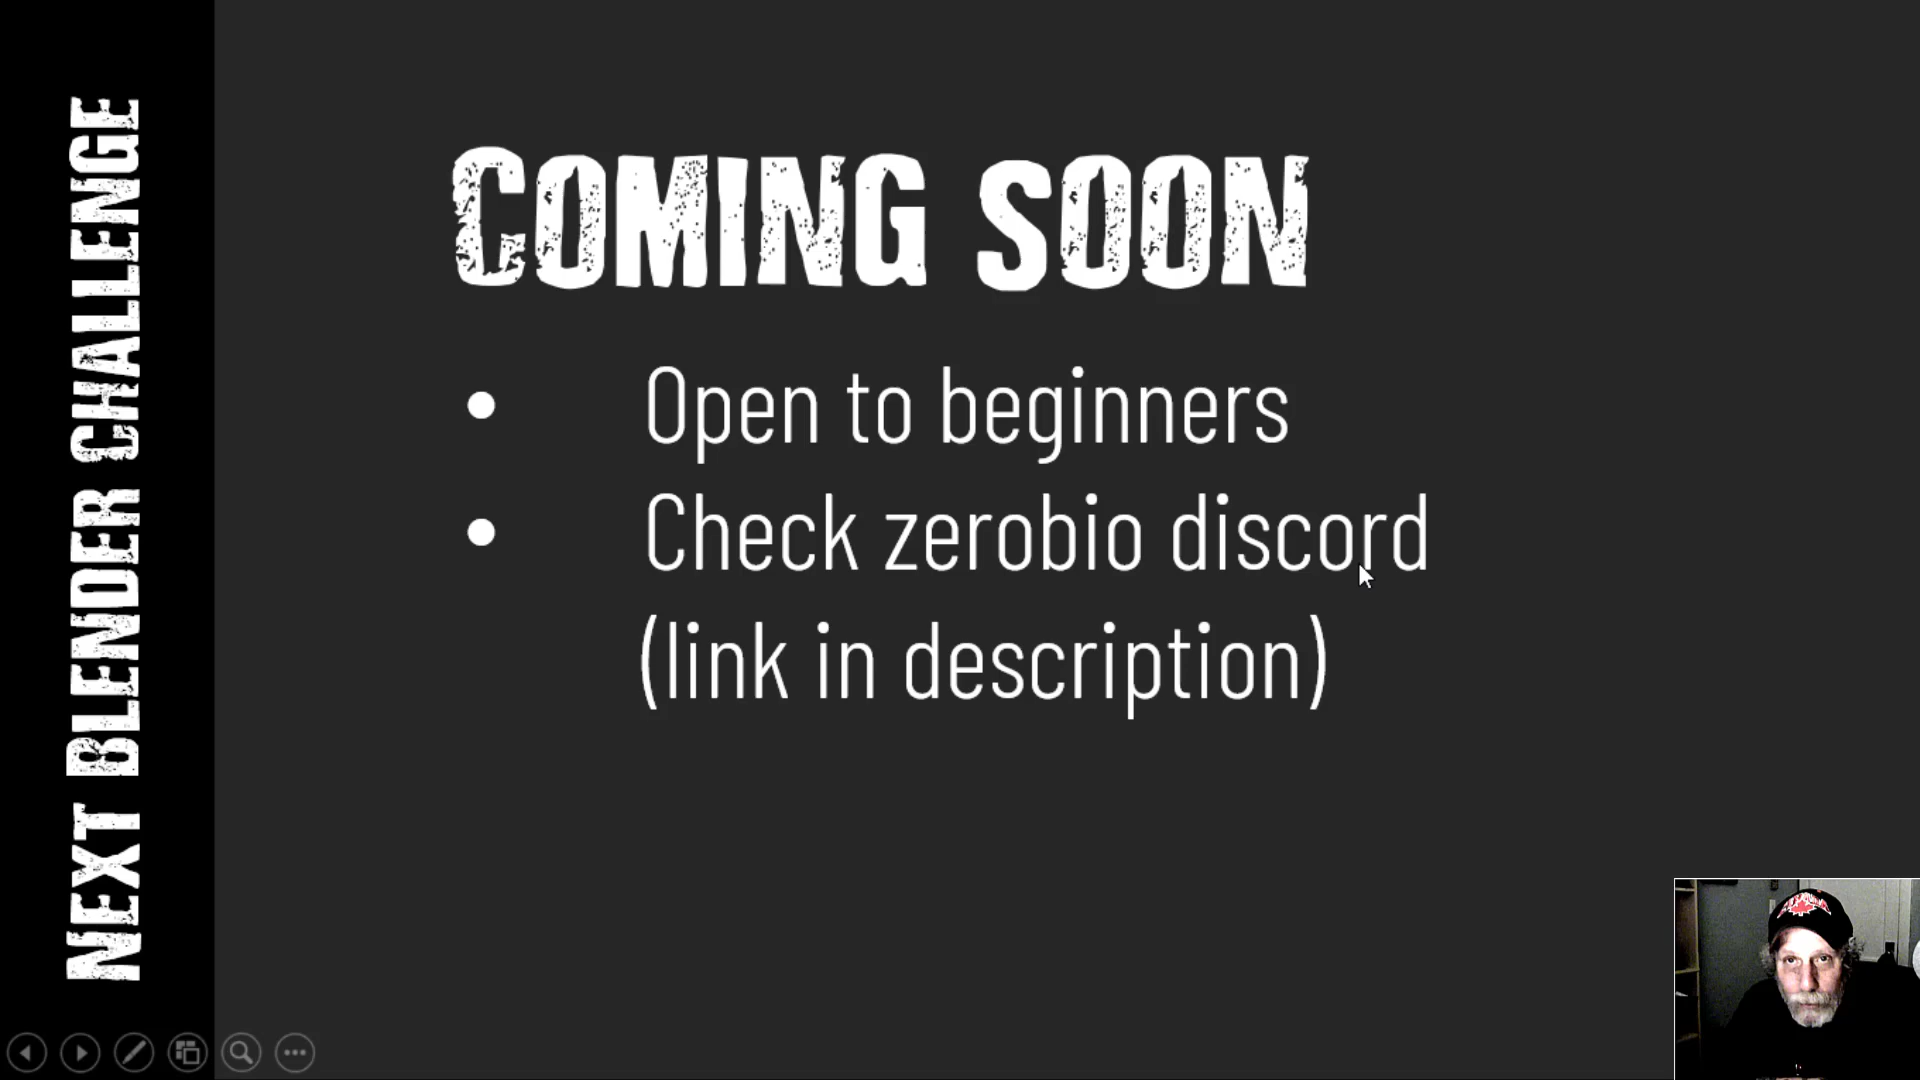 NEXT BLENDER CHALLENGE
COMING SOON
• Open to beginners
• Check zerobio discord
(link in description)